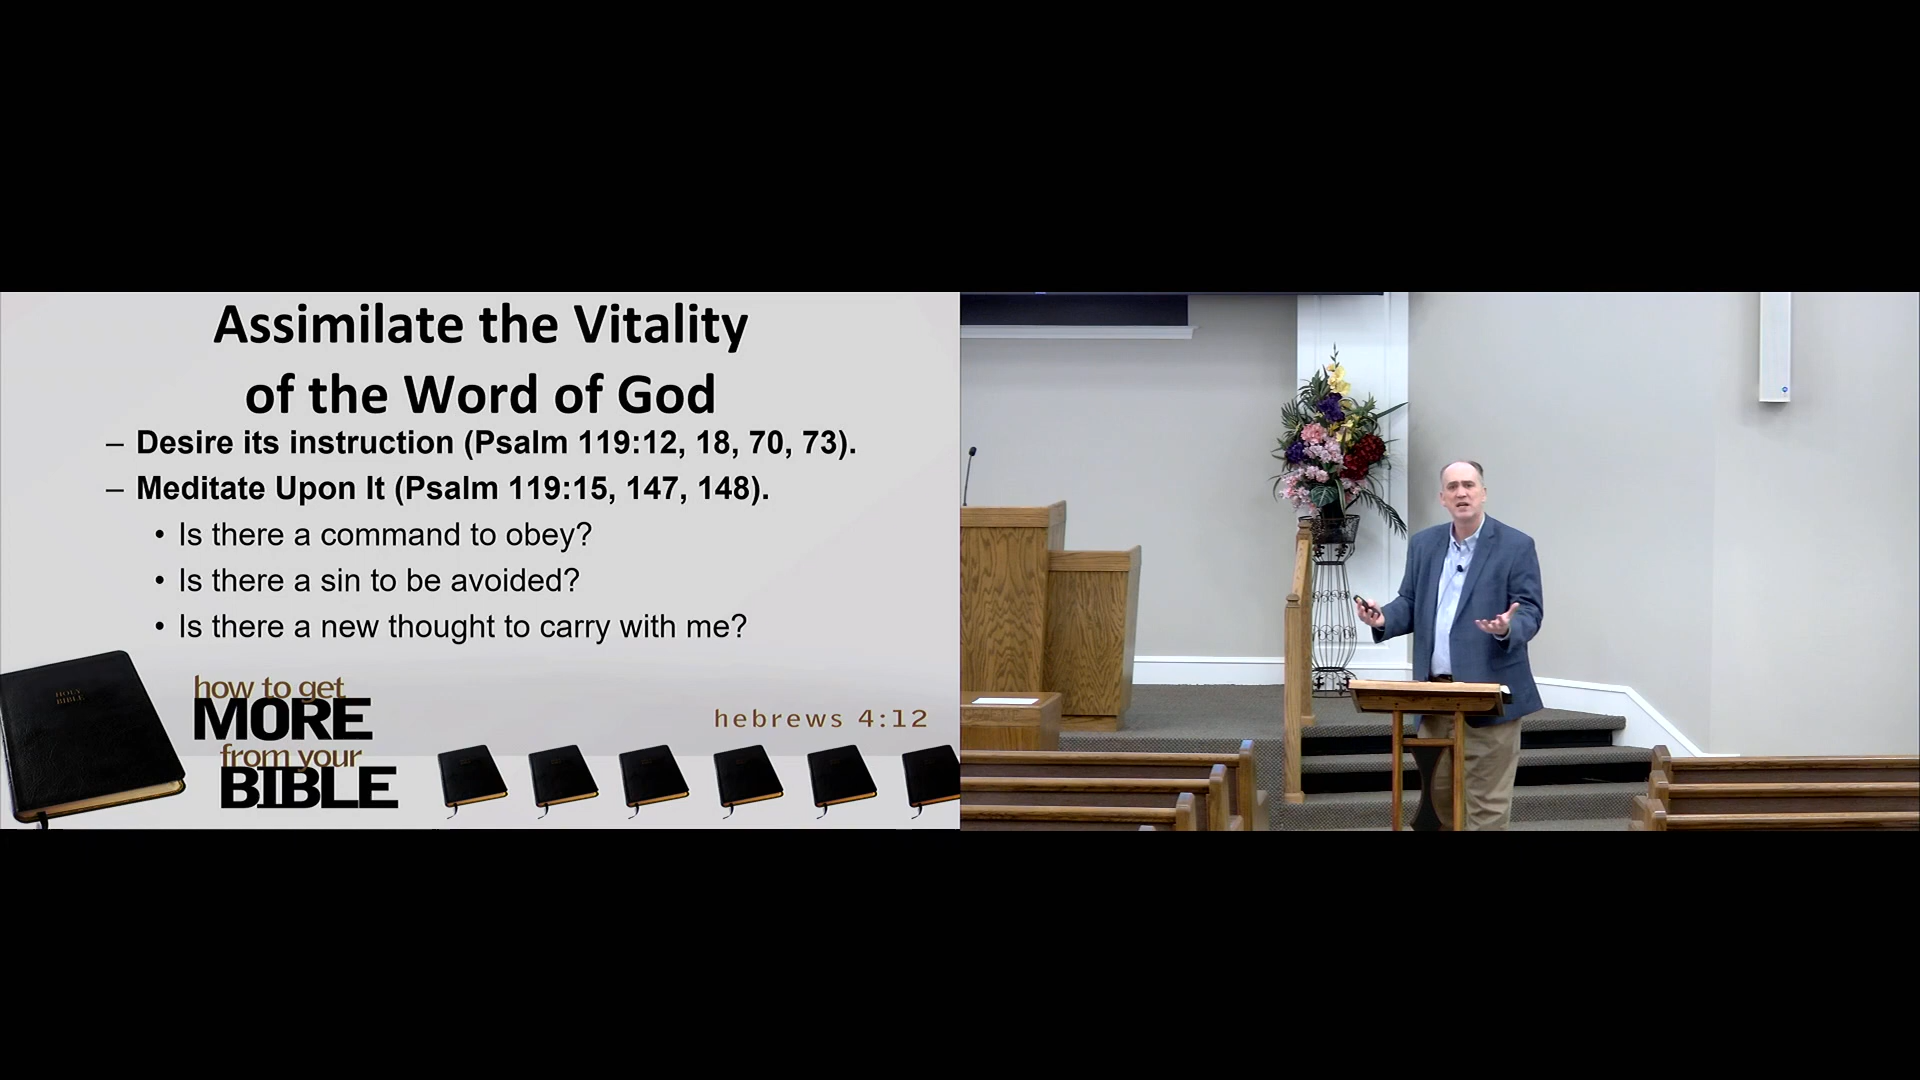 Assimilate the Vitality
of the Word of God
– Desire its instruction (Psalm 119:12, 18, 70, 73).
– Meditate Upon It (Psalm 119:15, 147, 148).
• Is there a command to obey?
• Is there a sin to be avoided?
• Is there a new thought to carry with me?
HOLY
BIBLE
how to get
MORE
from your
BIBLE
hebrews 4:12